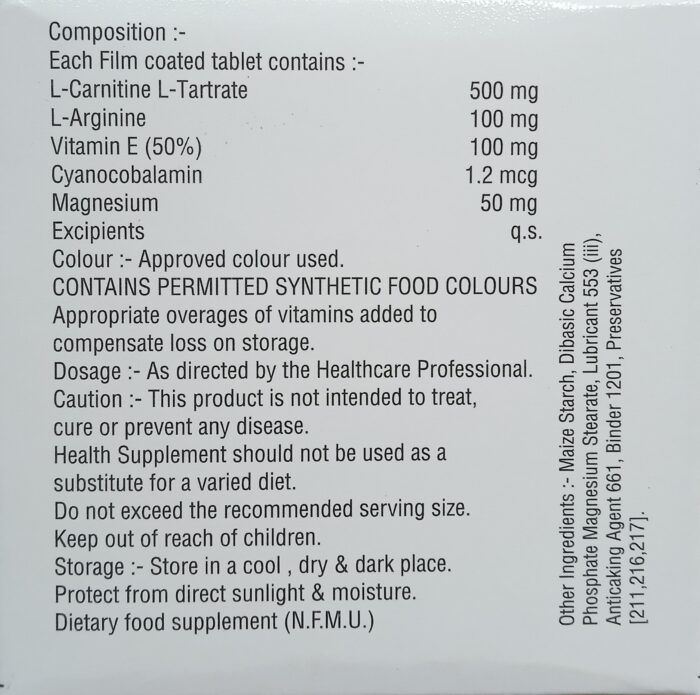 Composition :-
Each Film coated tablet contains :-
L-Carnitine L-Tartrate 500 mg
L-Arginine 100 mg
Vitamin E (50%) 100 mg
Cyanocobalamin 1.2 mcg
Magnesium 50 mg
Excipients q.s.
Colour :- Approved colour used.
CONTAINS PERMITTED SYNTHETIC FOOD COLOURS
Appropriate overages of vitamins added to
compensate loss on storage.
Dosage :- As directed by the Healthcare Professional.
Caution :- This product is not intended to treat,
cure or prevent any disease.
Health Supplement should not be used as a
substitute for a varied diet.
Do not exceed the recommended serving size.
Keep out of reach of children.
Storage :- Store in a cool , dry & dark place.
Protect from direct sunlight & moisture.
Dietary food supplement (N.F.M.U.)
Other Ingredients :- Maize Starch, Dibasic Calcium
Phosphate Magnesium Stearate, Lubricant 553 (iii),
Anticaking Agent 661, Binder 1201, Preservatives
[211,216,217].